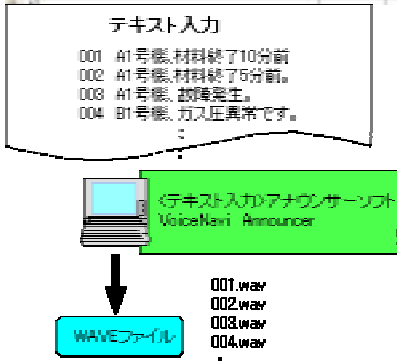 テキスト入力
001 A1号機、材料終了10分前
002 A1号機、材料終了5分前。
003 A1号機、故障発生。
004 B1号機、ガス圧異常です。
:
<テキスト入力>アナウンサーソフト
VoiceNavi Announcer
WAVEファイル
001.wav
002.wav
003.wav
004.wav